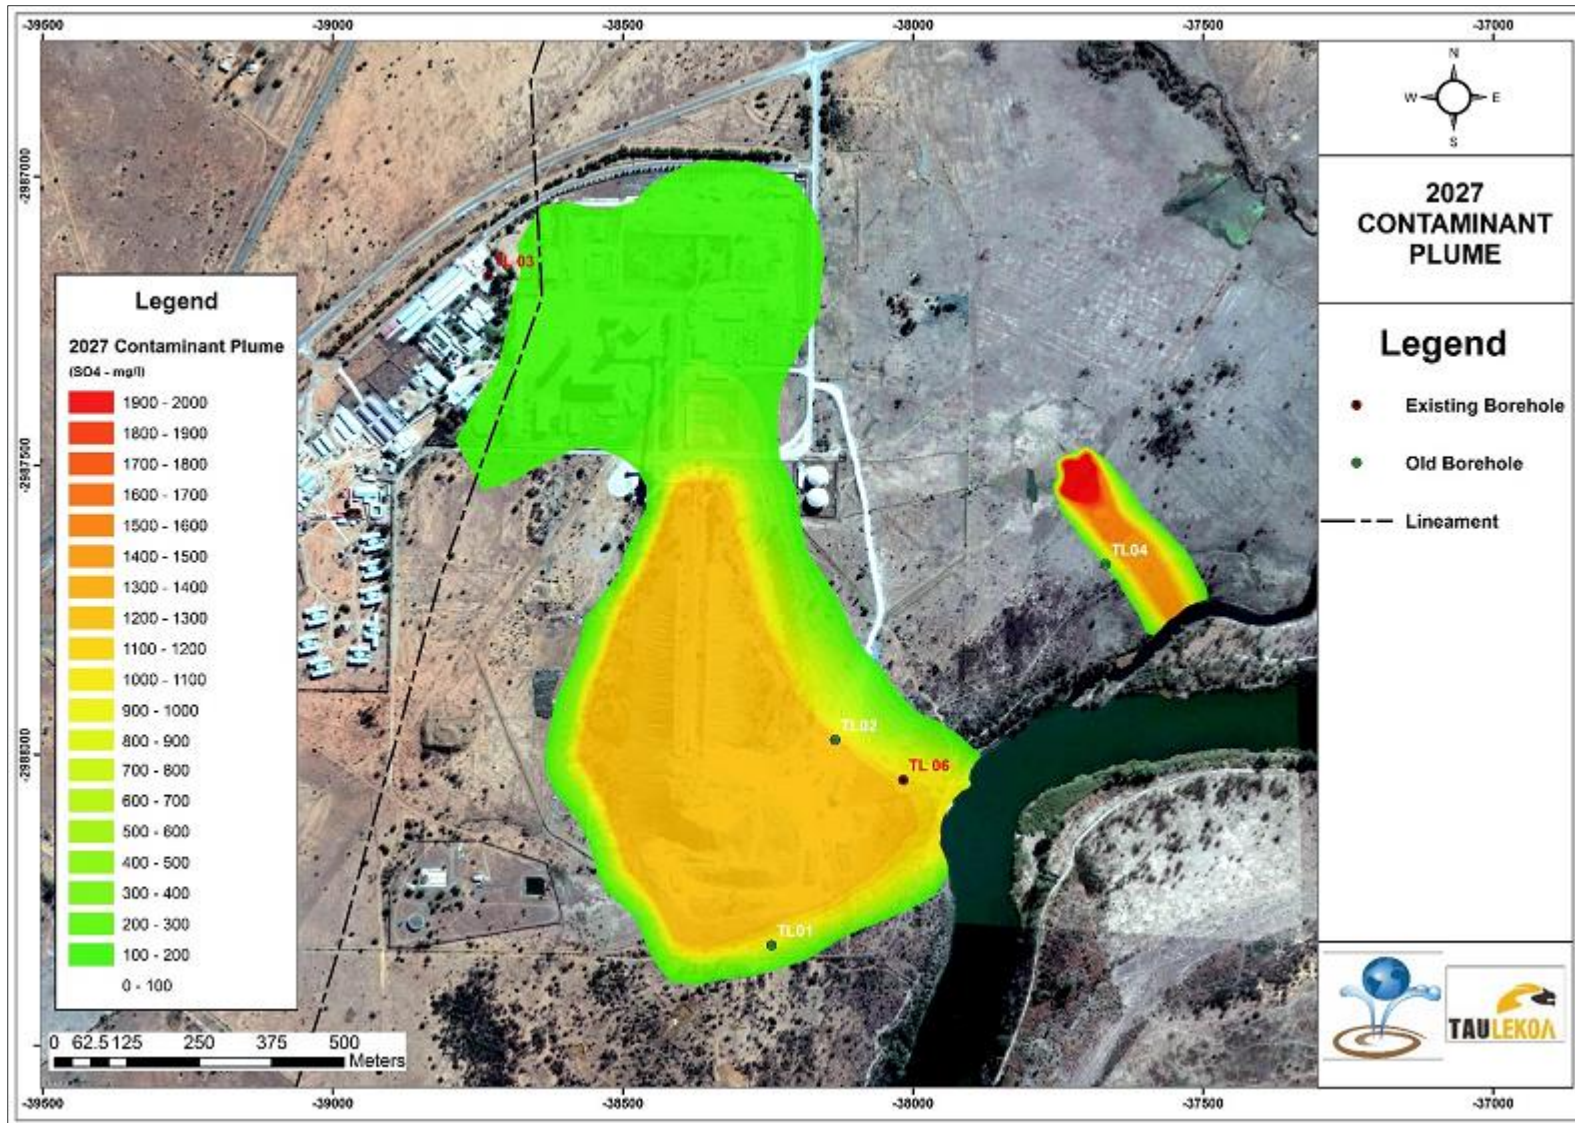 -39500 -39000 -38500 -38000 -37500 -37000
N
W E
S
2027
CONTAMINANT
PLUME
Legend
Existing Borehole
Old Borehole
Lineament
-2987000
-2987500
-2988000
TL 03
TL04
TL02
TL 06
TL01
Legend
2027 Contaminant Plume
(SO4 - mg/l)
1900 - 2000
1800 - 1900
1700 - 1800
1600 - 1700
1500 - 1600
1400 - 1500
1300 - 1400
1200 - 1300
1100 - 1200
1000 - 1100
900 - 1000
800 - 900
700 - 800
600 - 700
500 - 600
400 - 500
300 - 400
200 - 300
100 - 200
0 - 100
0 62.5 125 250 375 500
Meters
TAULEKOA
-39500 -39000 -38500 -38000 -37500 -37000